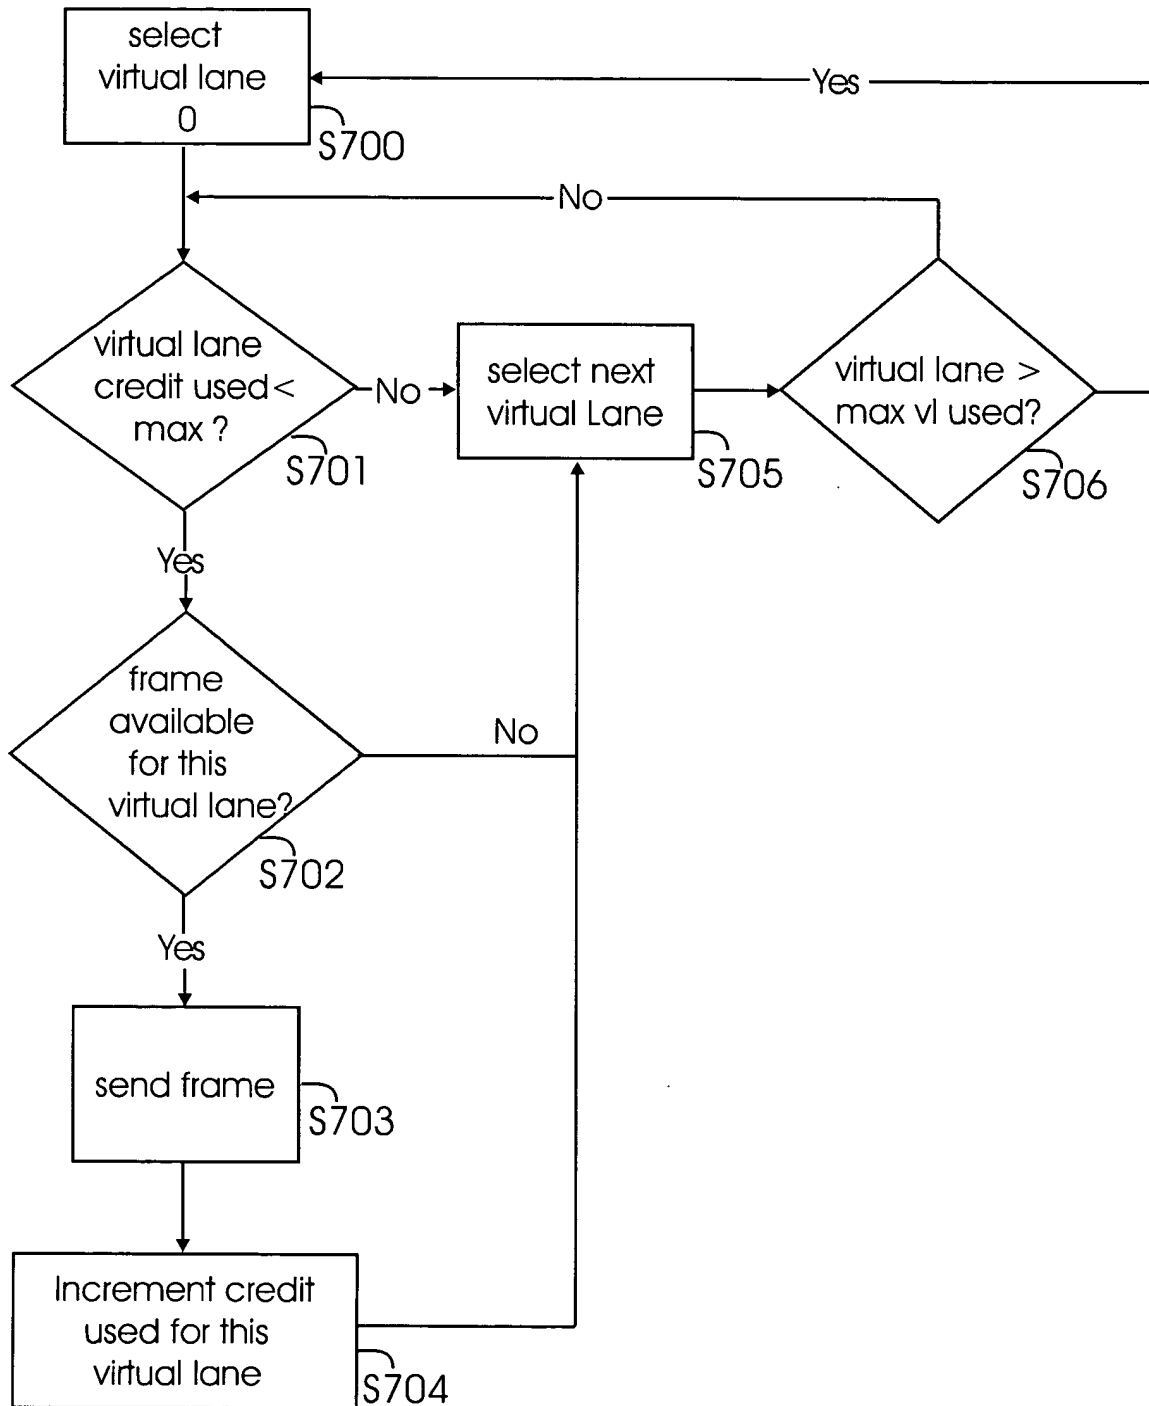 select
virtual lane
0
S700
Yes
No
virtual lane
credit used <
max ?
S701
No
select next
virtual Lane
S705
virtual lane >
max vl used?
S706
Yes
frame
available
for this
virtual lane?
S702
No
Yes
send frame
S703
Increment credit
used for this
virtual lane
S704